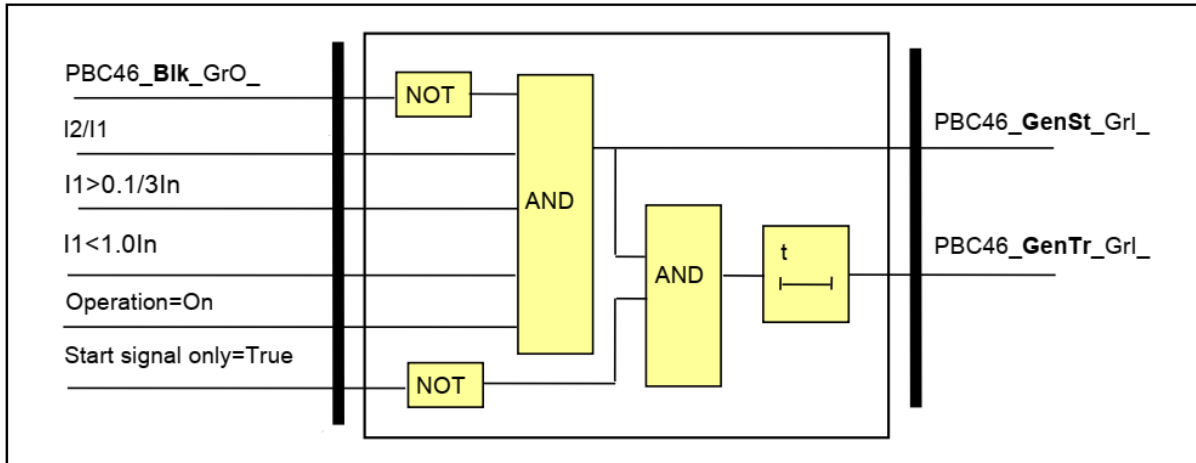 PBC46_Blk_GrO_
I2/I1
I1>0.1/3In
I1<1.0In
Operation=On
Start signal only=True
NOT
AND
NOT
AND
t
PBC46_GenSt_GrI_
PBC46_GenTr_GrI_